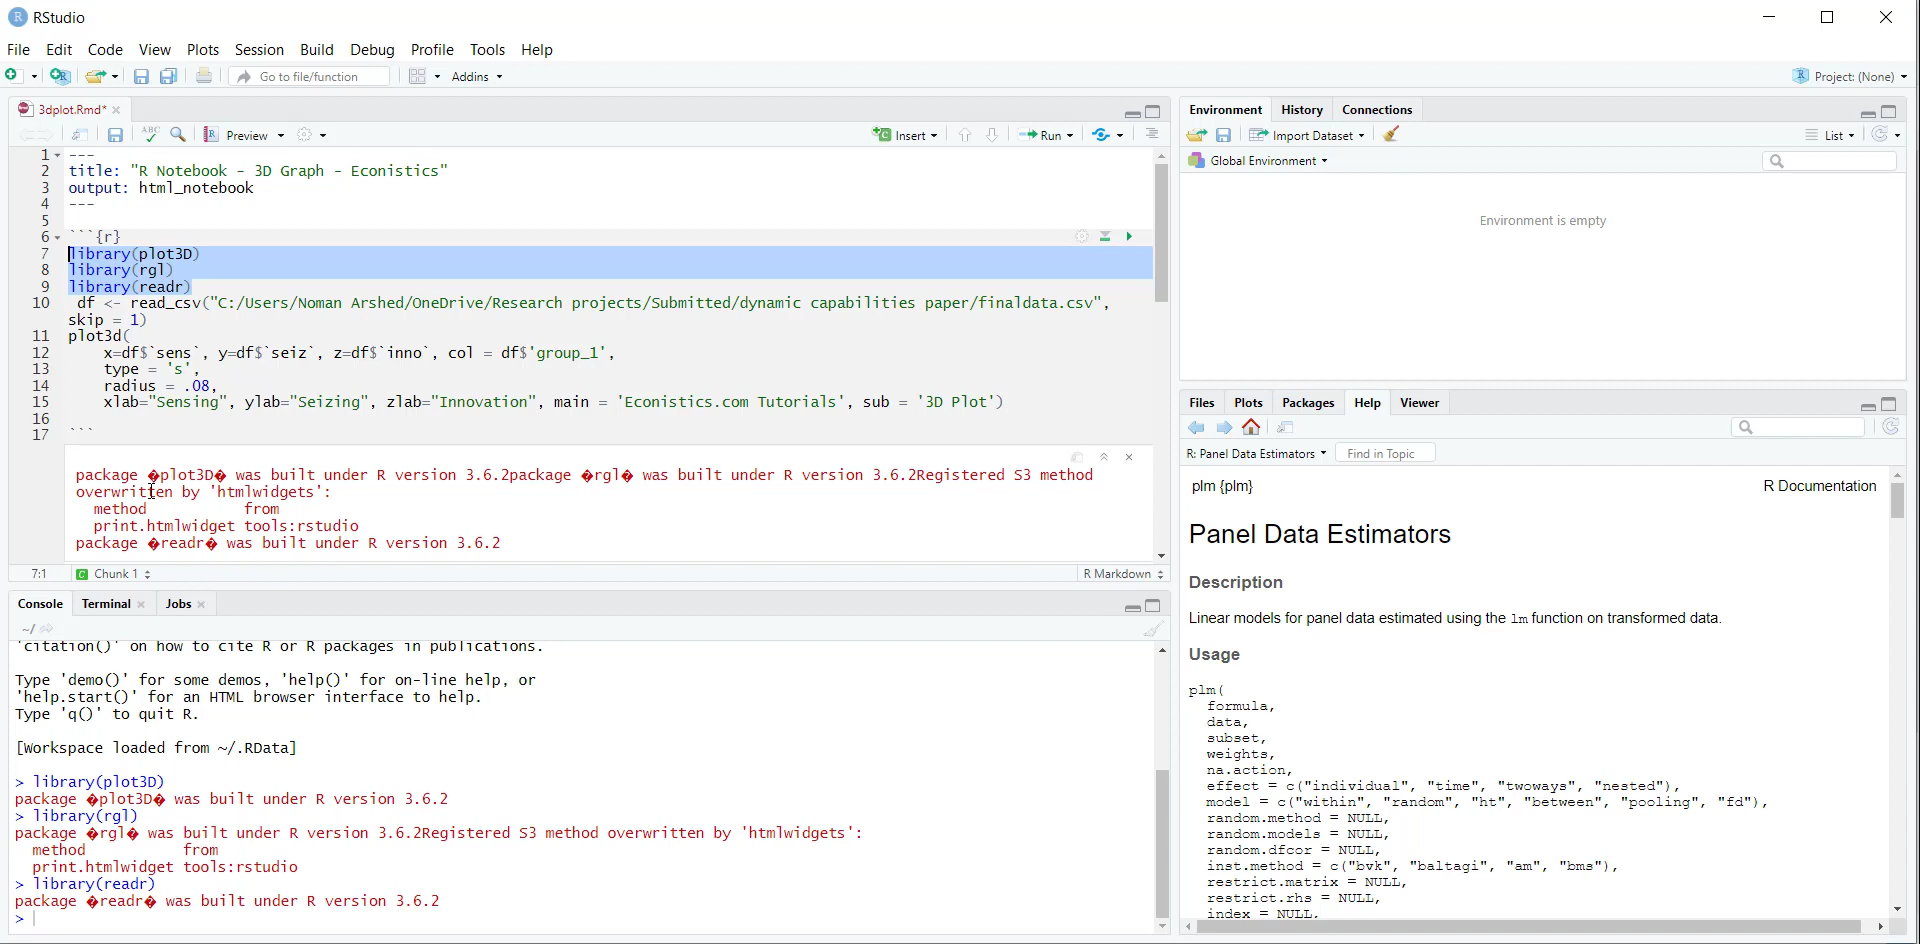 RStudio
File Edit Code View Plots Session Build Debug Profile Tools Help
Go to file/function Addins Project: (None)
3dplot.Rmd*
ABC Preview Insert Run
1 ---
2 title: "R Notebook - 3D Graph - Econistics"
3 output: html_notebook
4 ---
5
6 ```{r}
7 library(plot3D)
8 library(rgl)
9 library(readr)
10 df <- read_csv("C:/Users/Noman Arshed/OneDrive/Research projects/Submitted/dynamic capabilities paper/finaldata.csv",
skip = 1)
11 plot3d(
12 x=df$`sens`, y=df$`seiz`, z=df$`inno`, col = df$'group_1',
13 type = 's',
14 radius = .08,
15 xlab="Sensing", ylab="Seizing", zlab="Innovation", main = 'Econistics.com Tutorials', sub = '3D Plot')
16
17 ```
package �plot3D� was built under R version 3.6.2package �rgl� was built under R version 3.6.2Registered S3 method
overwritten by 'htmlwidgets':
method from
print.htmlwidget tools:rstudio
package �readr� was built under R version 3.6.2
7:1 C Chunk 1 R Markdown
Console Terminal Jobs
~/
'citation()' on how to cite R or R packages in publications.
Type 'demo()' for some demos, 'help()' for on-line help, or
'help.start()' for an HTML browser interface to help.
Type 'q()' to quit R.
[Workspace loaded from ~/.RData]
> library(plot3D)
package �plot3D� was built under R version 3.6.2
> library(rgl)
package �rgl� was built under R version 3.6.2Registered S3 method overwritten by 'htmlwidgets':
method from
print.htmlwidget tools:rstudio
> library(readr)
package �readr� was built under R version 3.6.2
>
Environment History Connections
Import Dataset List
Global Environment
Environment is empty
Files Plots Packages Help Viewer
R: Panel Data Estimators Find in Topic
plm {plm} R Documentation
Panel Data Estimators
Description
Linear models for panel data estimated using the lm function on transformed data.
Usage
plm(
formula,
data,
subset,
weights,
na.action,
effect = c("individual", "time", "twoways", "nested"),
model = c("within", "random", "ht", "between", "pooling", "fd"),
random.method = NULL,
random.models = NULL,
random.dfcor = NULL,
inst.method = c("bvk", "baltagi", "am", "bms"),
restrict.matrix = NULL,
restrict.rhs = NULL,
index = NULL,